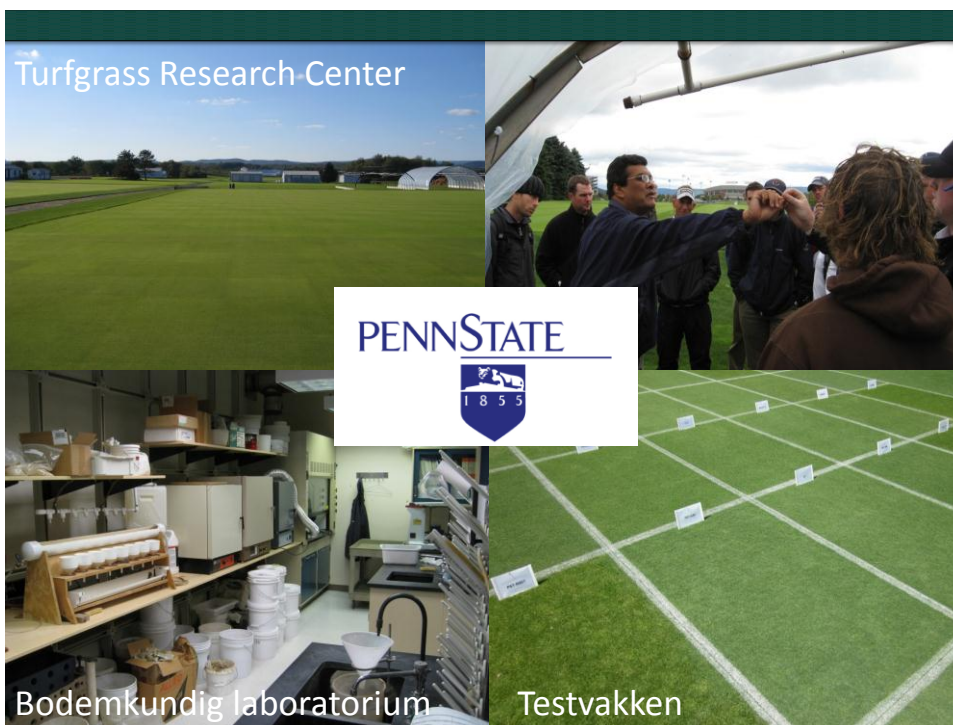 Turfgrass Research Center
PENNSTATE
1855
Bodemkundig laboratorium
Testvakken